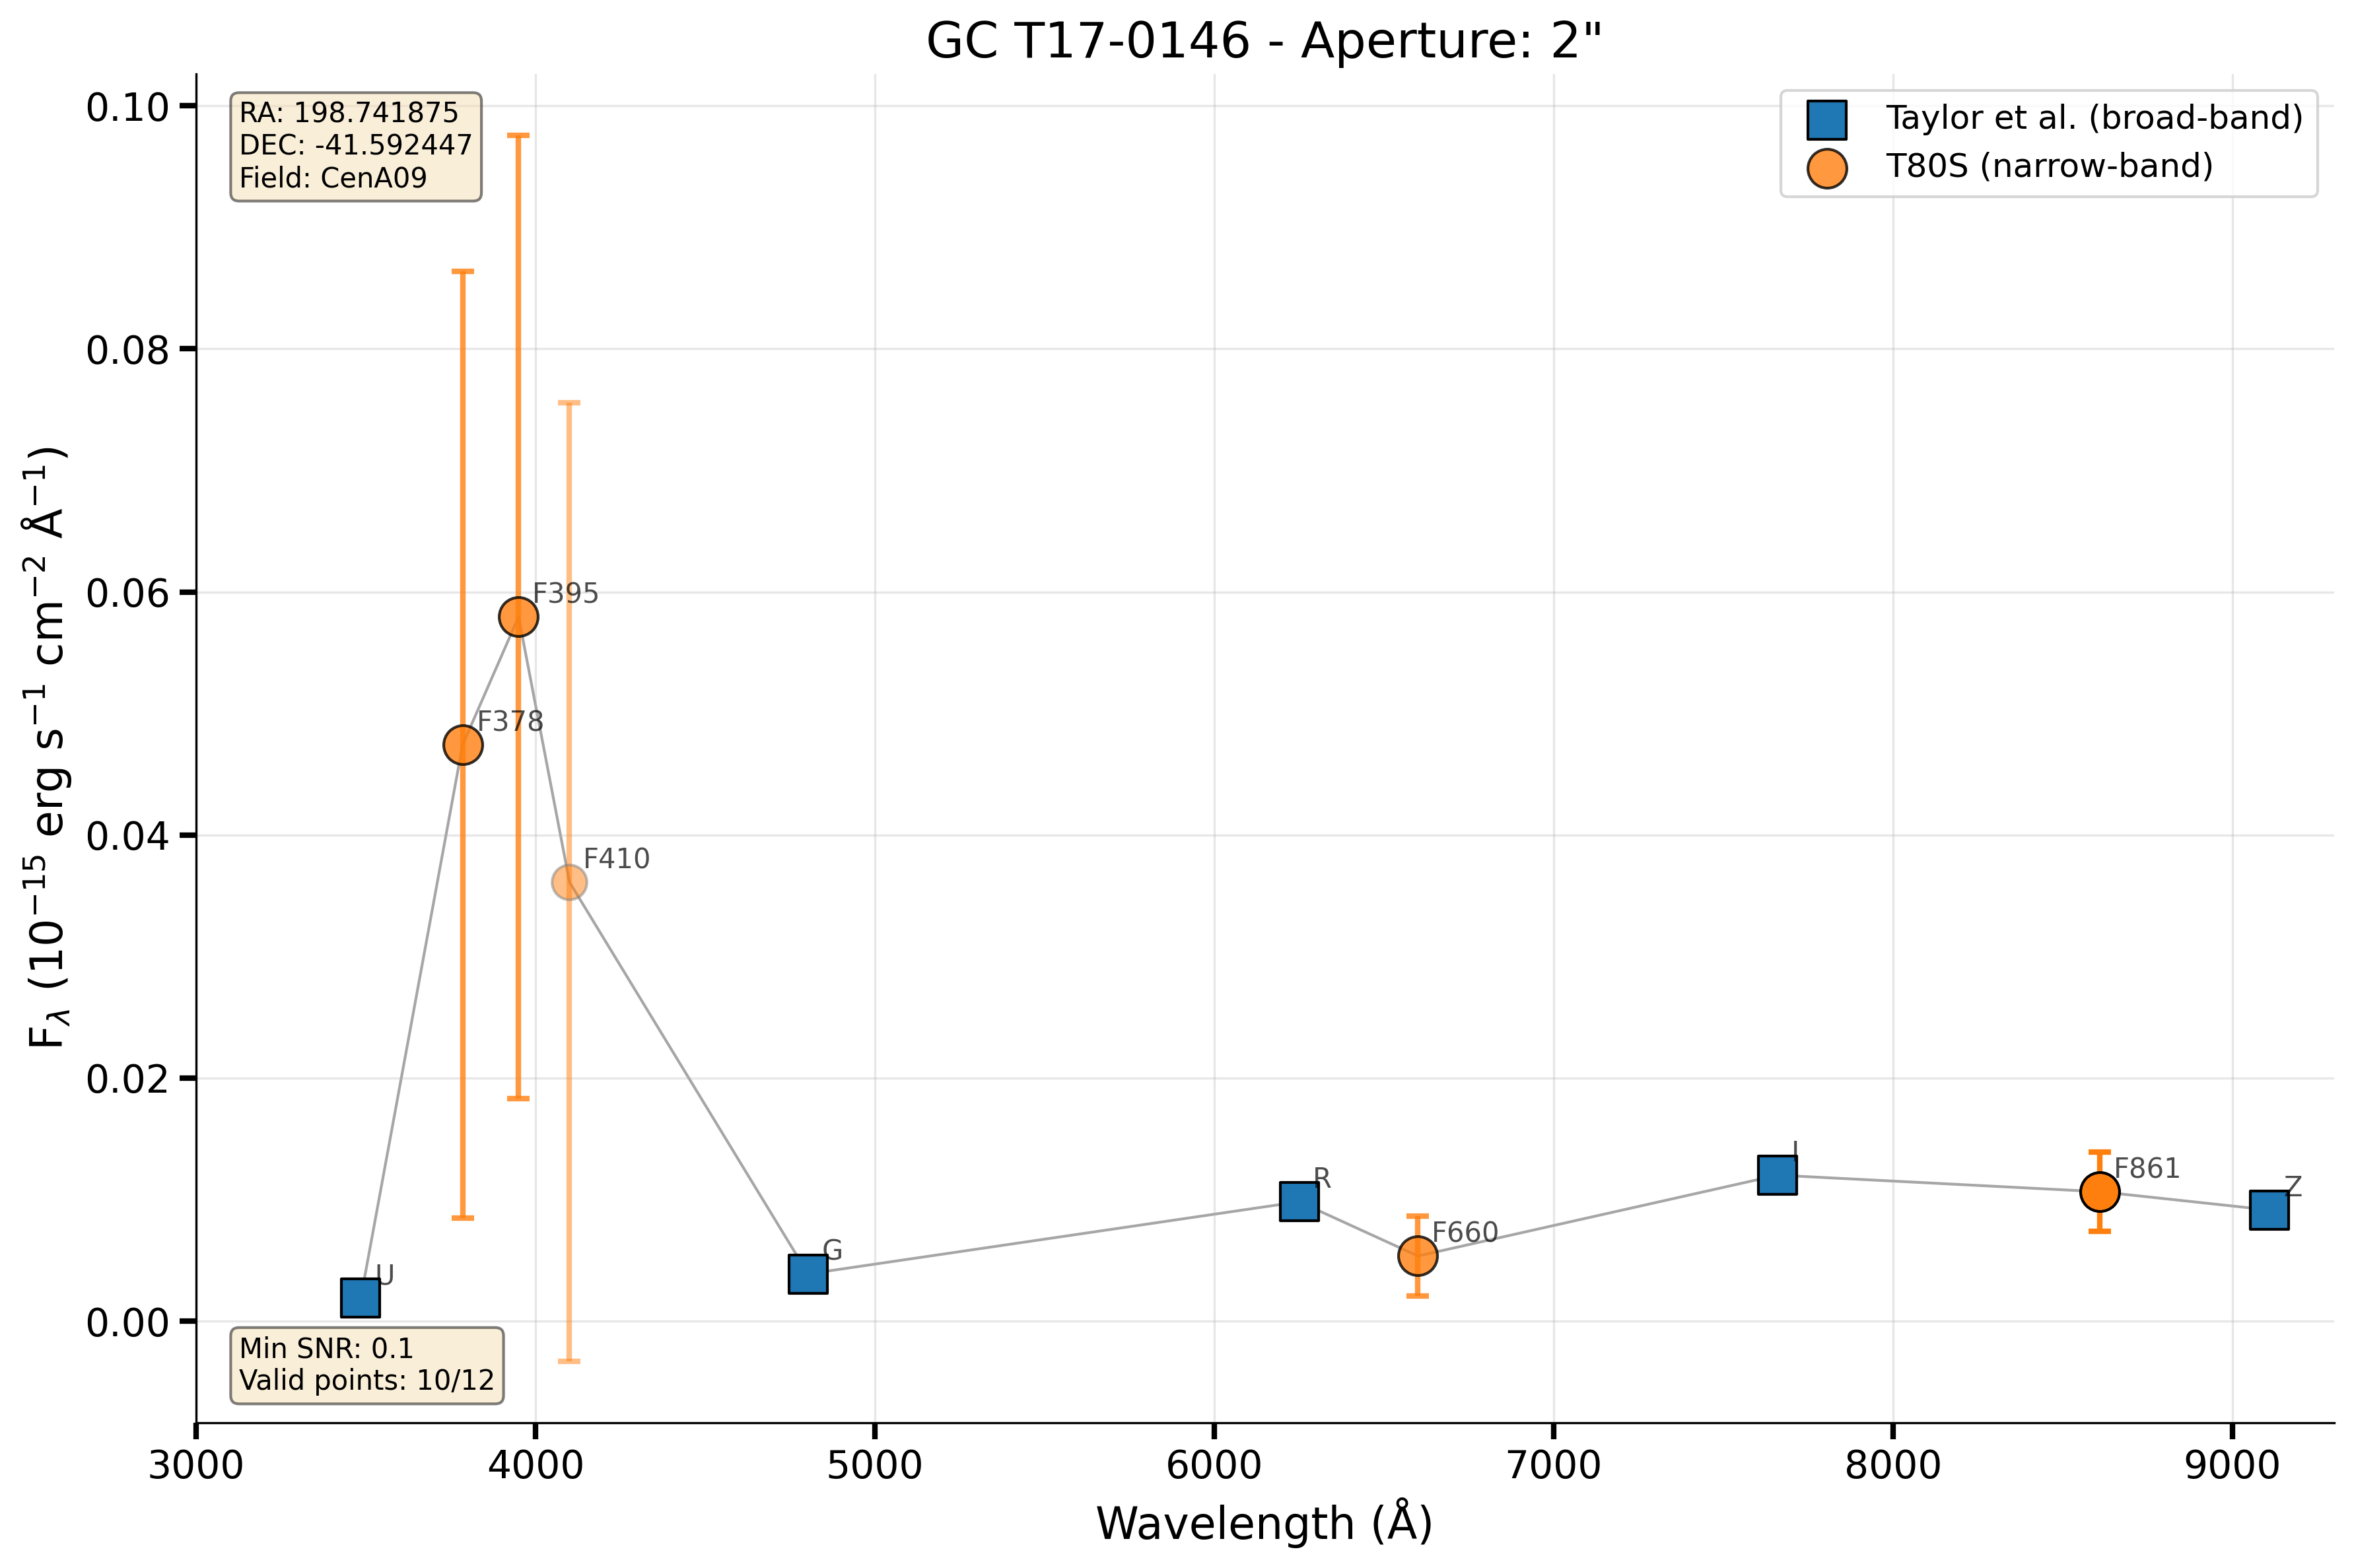 GC T17-0146 - Aperture: 2"
RA: 198.741875
DEC: -41.592447
Field: CenA09
Taylor et al. (broad-band)
T80S (narrow-band)
0.10
0.08
0.06
0.04
0.02
0.00
F_λ (10⁻¹⁵ erg s⁻¹ cm⁻² Å⁻¹)
F395
F378
F410
U
G
R
F660
I
F861
Z
Min SNR: 0.1
Valid points: 10/12
3000
4000
5000
6000
7000
8000
9000
Wavelength (Å)